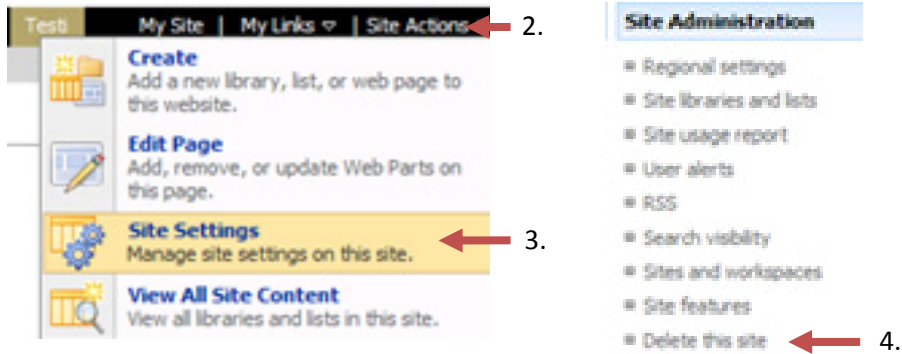 Testi My Site | My Links ▿ | Site Actions 2.
Create
Add a new library, list, or web page to
this website.
Edit Page
Add, remove, or update Web Parts on
this page.
Site Settings
Manage site settings on this site. 3.
View All Site Content
View all libraries and lists in this site.
Site Administration
Regional settings
Site libraries and lists
Site usage report
User alerts
RSS
Search visibility
Sites and workspaces
Site features
Delete this site 4.